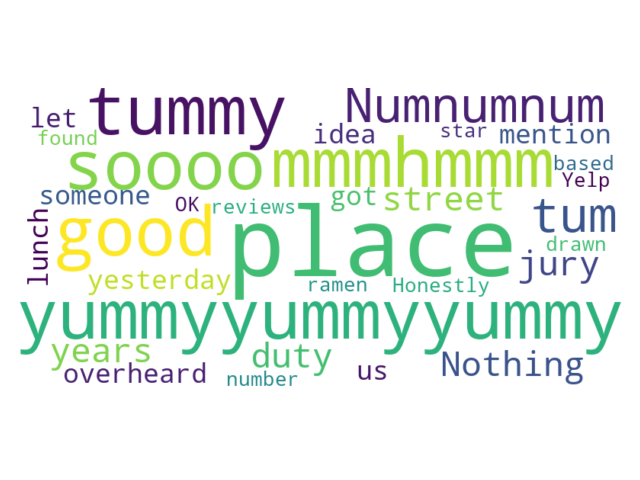 let tummy Numnumnum
found idea star mention
soooo mmmhmmm based
someone OK reviews got street Yelp
lunch good place tum
drawn
yesterday ramen Honestly jury
yummyyummyyummy
years duty Nothing
overheard number us